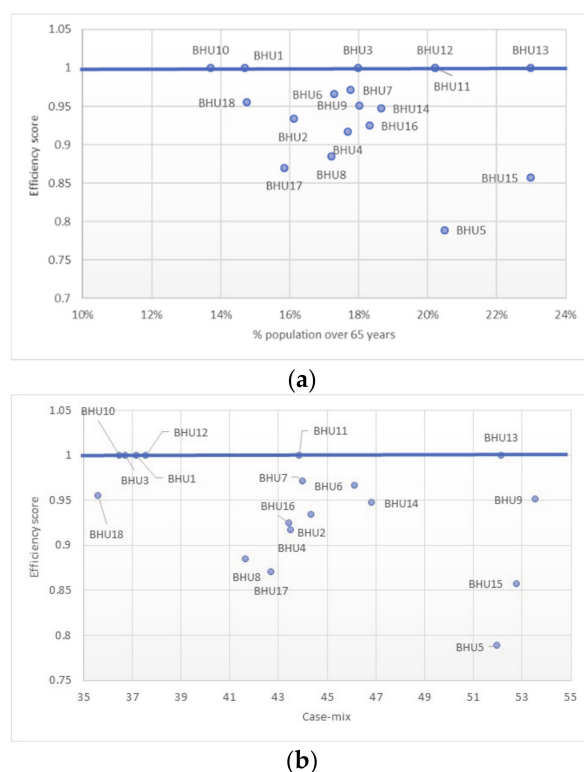 1.05
BHU10
BHU1
BHU3
BHU12
BHU13
1
BHU11
BHU6
BHU7
BHU18
BHU9
BHU14
0.95
BHU2
BHU16
0.9
BHU4
BHU8
BHU17
BHU15
0.85
0.8
BHU5
0.7
Efficiency score
10% 12% 14% 16% 18% 20% 22% 24%
% population over 65 years
(a)
1.05
BHU10
BHU12
BHU11
BHU13
1
BHU3
BHU1
BHU7
BHU6
0.95
BHU18
BHU16
BHU14
BHU9
BHU2
BHU4
0.9
BHU8
BHU17
BHU15
0.85
0.8
BHU5
0.75
Efficiency score
35 37 39 41 43 45 47 49 51 53 55
Case-mix
(b)